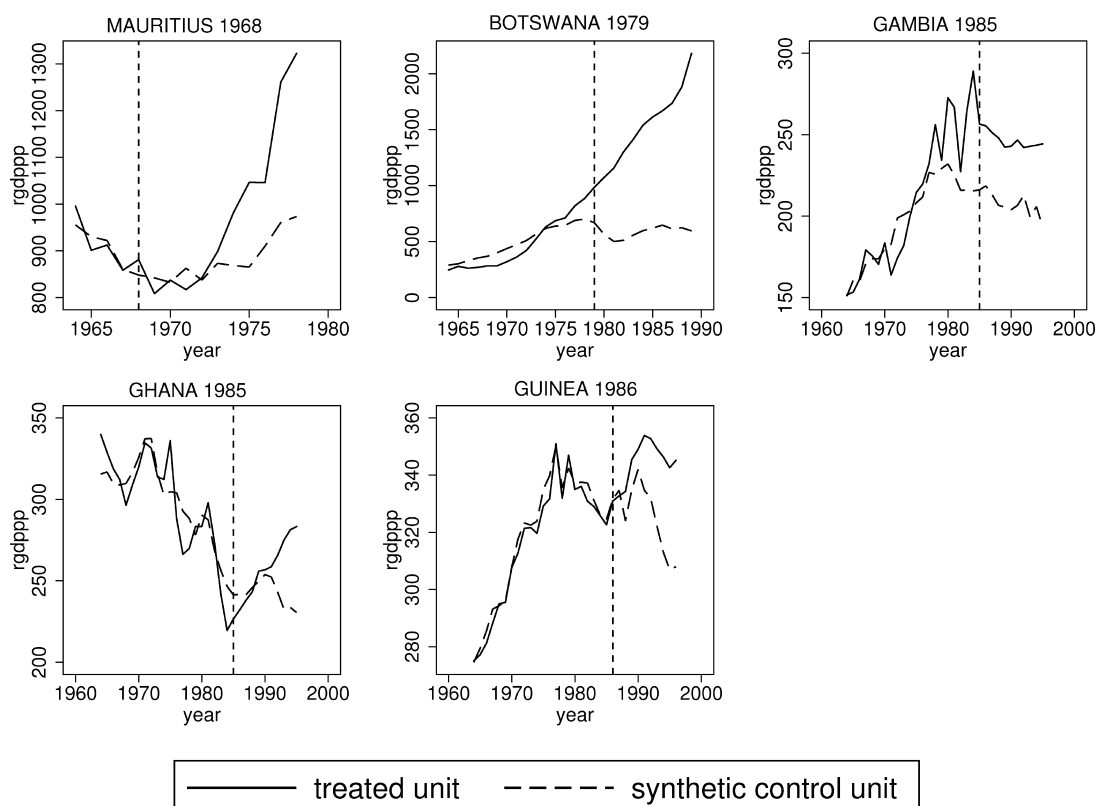 MAURITIUS 1968
rgdppp
800 900 1000 1100 1200 1300
1965 1970 1975 1980
year
BOTSWANA 1979
rgdppp
0 500 1000 1500 2000
1965 1970 1975 1980 1985 1990
year
GAMBIA 1985
rgdppp
150 200 250 300
1960 1970 1980 1990 2000
year
GHANA 1985
rgdppp
200 250 300 350
1960 1970 1980 1990 2000
year
GUINEA 1986
rgdppp
280 300 320 340 360
1960 1970 1980 1990 2000
year
treated unit synthetic control unit